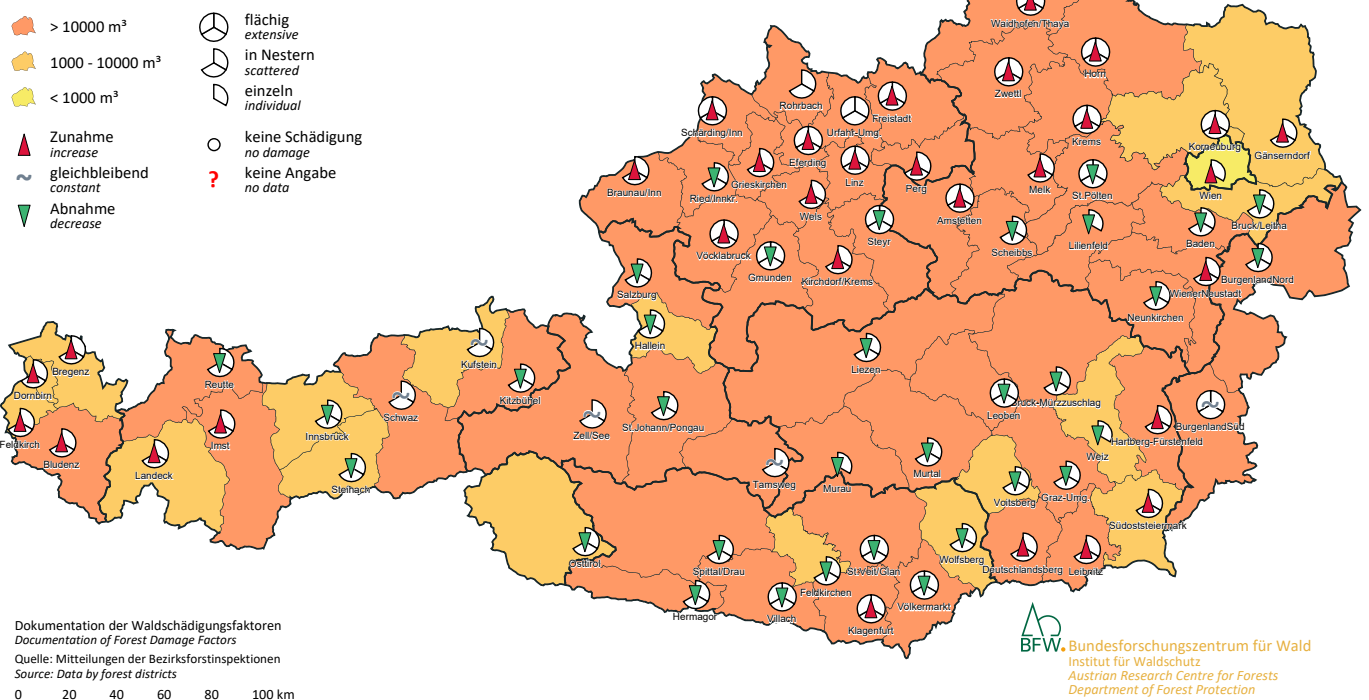 > 10000 m³
1000 - 10000 m³
< 1000 m³
flächig
extensive
in Nestern
scattered
einzeln
individual
Zunahme
increase
gleichbleibend
constant
Abnahme
decrease
keine Schädigung
no damage
?
keine Angabe
no data
Waidhofen/Thaya
Horn
Zwettl
Rohrbach
Freistadt
Urfahr-Umg.
Schärding/Inn
Krems
Korneuburg
Gänserndorf
Eferding
Linz
Grieskirchen
Perg
Melk
St.Pölten
Wien
Braunau/Inn
Ried/Innkr.
Wels
Amstetten
Bruck/Leitha
Steyr
Scheibbs
Lilienfeld
Baden
Vöcklabruck
Gmunden
Kirchdorf/Krems
BurgenlandNord
WienerNeustadt
Salzburg
Neunkirchen
Hallein
Bregenz
Kufstein
Liezen
Reutte
Dornbirn
Kitzbühel
Bruck-Mürzzuschlag
Leoben
Schwaz
St.Johann/Pongau
BurgenlandSüd
Zell/See
Innsbruck
Feldkirch
Imst
Hartberg-Fürstenfeld
Bludenz
Weiz
Landeck
Murtal
Steinach
Tamsweg
Murau
Voitsberg
Graz-Umg.
Südoststeiermark
Osttirol
Spittal/Drau
St.Veit/Glan
Wolfsberg
Deutschlandsberg
Leibnitz
Feldkirchen
Hermagor
Villach
Völkermarkt
Klagenfurt
Dokumentation der Waldschädigungsfaktoren
Documentation of Forest Damage Factors
Quelle: Mitteilungen der Bezirksforstinspektionen
Source: Data by forest districts
0 20 40 60 80 100 km
BFW.
Bundesforschungszentrum für Wald
Institut für Waldschutz
Austrian Research Centre for Forests
Department of Forest Protection